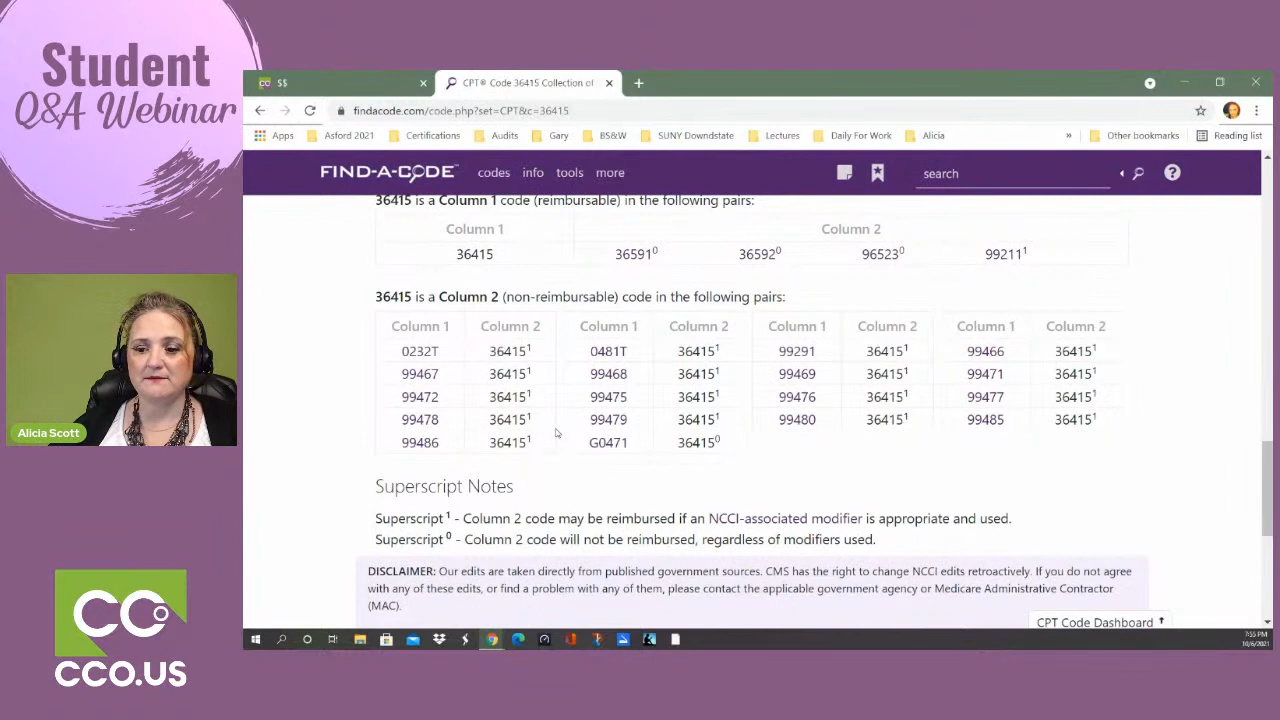 Student
Q&A Webinar
$$
CPT® Code 36415 Collection of
findacode.com/code.php?set=CPT&c=36415
Apps Asford 2021 Certifications Audits Gary BS&W SUNY Downstate Lectures Daily For Work Alicia » Other bookmarks Reading list
FIND-A-CODE™ codes info tools more search
36415 is a Column 1 code (reimbursable) in the following pairs:
Column 1 Column 2
36415 36591⁰ 36592⁰ 96523⁰ 99211¹
36415 is a Column 2 (non-reimbursable) code in the following pairs:
Column 1 Column 2 Column 1 Column 2 Column 1 Column 2 Column 1 Column 2
0232T 36415¹ 0481T 36415¹ 99291 36415¹ 99466 36415¹
99467 36415¹ 99468 36415¹ 99469 36415¹ 99471 36415¹
99472 36415¹ 99475 36415¹ 99476 36415¹ 99477 36415¹
99478 36415¹ 99479 36415¹ 99480 36415¹ 99485 36415¹
99486 36415¹ G0471 36415⁰
Superscript Notes
Superscript ¹ - Column 2 code may be reimbursed if an NCCI-associated modifier is appropriate and used.
Superscript ⁰ - Column 2 code will not be reimbursed, regardless of modifiers used.
DISCLAIMER: Our edits are taken directly from published government sources. CMS has the right to change NCCI edits retroactively. If you do not agree
with any of these edits, or find a problem with any of them, please contact the applicable government agency or Medicare Administrative Contractor
(MAC).
CPT Code Dashboard
7:55 PM
10/6/2021
Alicia Scott
CCO
CCO.US